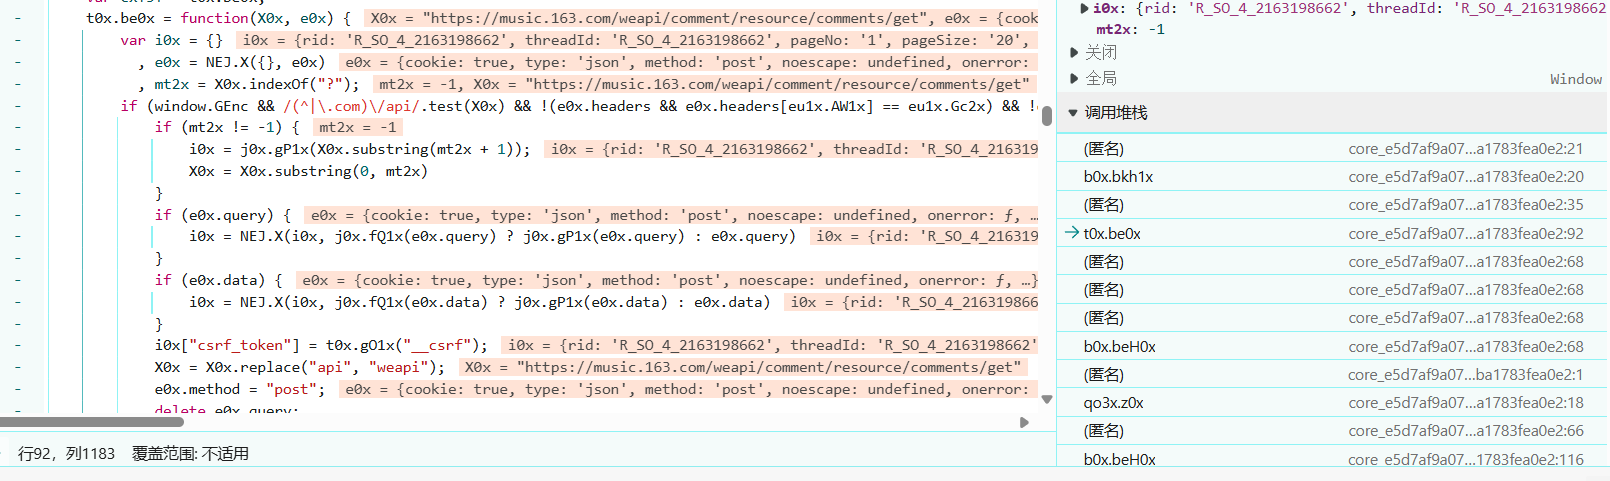 t0x.be0x = function(X0x, e0x) { X0x = "https://music.163.com/weapi/comment/resource/comments/get", e0x = {cook
var i0x = {} i0x = {rid: 'R_SO_4_2163198662', threadId: 'R_SO_4_2163198662', pageNo: '1', pageSize: '20',
, e0x = NEJ.X({}, e0x) e0x = {cookie: true, type: 'json', method: 'post', noescape: undefined, onerror:
, mt2x = X0x.indexOf("?"); mt2x = -1, X0x = "https://music.163.com/weapi/comment/resource/comments/get"
if (window.GEnc && /(^|\.com)\/api/.test(X0x) && !(e0x.headers && e0x.headers[eu1x.AW1x] == eu1x.Gc2x) && !
if (mt2x != -1) { mt2x = -1
i0x = j0x.gP1x(X0x.substring(mt2x + 1)); i0x = {rid: 'R_SO_4_2163198662', threadId: 'R_SO_4_21631
X0x = X0x.substring(0, mt2x)
}
if (e0x.query) { e0x = {cookie: true, type: 'json', method: 'post', noescape: undefined, onerror: ƒ, …
i0x = NEJ.X(i0x, j0x.fQ1x(e0x.query) ? j0x.gP1x(e0x.query) : e0x.query) i0x = {rid: 'R_SO_4_21631
}
if (e0x.data) { e0x = {cookie: true, type: 'json', method: 'post', noescape: undefined, onerror: ƒ, …}
i0x = NEJ.X(i0x, j0x.fQ1x(e0x.data) ? j0x.gP1x(e0x.data) : e0x.data) i0x = {rid: 'R_SO_4_21631986
}
i0x["csrf_token"] = t0x.gO1x("__csrf"); i0x = {rid: 'R_SO_4_2163198662', threadId: 'R_SO_4_2163198662'
X0x = X0x.replace("api", "weapi"); X0x = "https://music.163.com/weapi/comment/resource/comments/get"
e0x.method = "post"; e0x = {cookie: true, type: 'json', method: 'post', noescape: undefined, onerror:
delete e0x.query;
行92，列1183 覆盖范围: 不适用
i0x: {rid: 'R_SO_4_2163198662', threadId: 'R_SO_4_2163198662
mt2x: -1
关闭
全局 Window
调用堆栈
(匿名) core_e5d7af9a07…a1783fea0e2:21
b0x.bkh1x core_e5d7af9a07…a1783fea0e2:20
(匿名) core_e5d7af9a07…a1783fea0e2:35
t0x.be0x core_e5d7af9a07…a1783fea0e2:92
(匿名) core_e5d7af9a07…a1783fea0e2:68
(匿名) core_e5d7af9a07…a1783fea0e2:68
(匿名) core_e5d7af9a07…a1783fea0e2:68
b0x.beH0x core_e5d7af9a07…a1783fea0e2:68
(匿名) core_e5d7af9a07…ba1783fea0e2:1
qo3x.z0x core_e5d7af9a07…a1783fea0e2:18
(匿名) core_e5d7af9a07…a1783fea0e2:66
b0x.beH0x core_e5d7af9a07…1783fea0e2:116